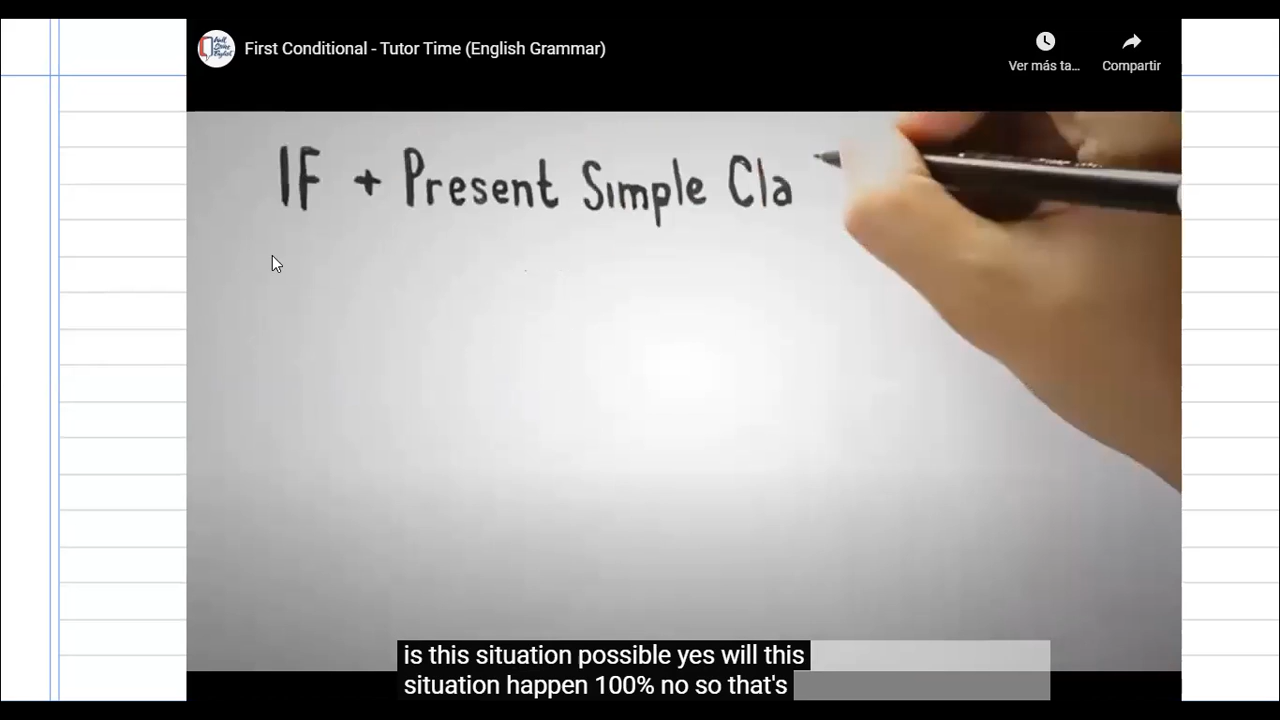 First Conditional - Tutor Time (English Grammar)
Ver más ta...
Compartir
IF + Present Simple Cla
is this situation possible yes will this
situation happen 100% no so that's